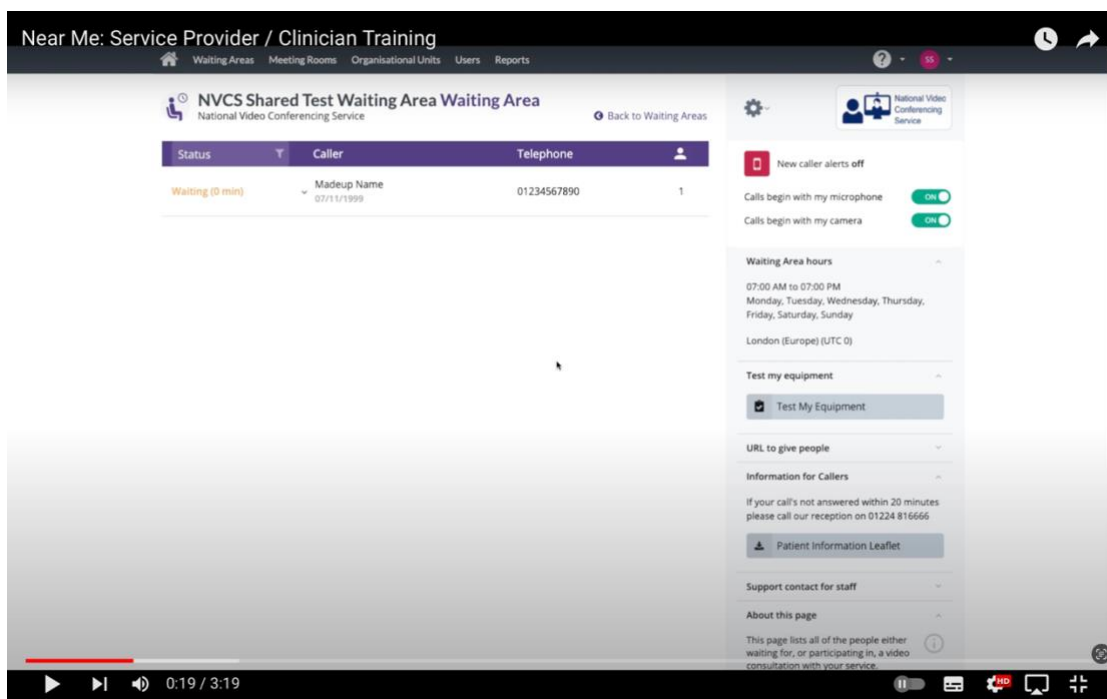 Near Me: Service Provider / Clinician Training
Waiting Areas Meeting Rooms Organisational Units Users Reports
? SS
NVCS Shared Test Waiting Area Waiting Area
National Video Conferencing Service
Back to Waiting Areas
Status Caller Telephone
Waiting (0 min) Madeup Name 01234567890 1
07/11/1999
National Video
Conferencing
Service
New caller alerts off
Calls begin with my microphone ON
Calls begin with my camera ON
Waiting Area hours
07:00 AM to 07:00 PM
Monday, Tuesday, Wednesday, Thursday,
Friday, Saturday, Sunday
London (Europe) (UTC 0)
Test my equipment
Test My Equipment
URL to give people
Information for Callers
If your call's not answered within 20 minutes
please call our reception on 01224 816666
Patient Information Leaflet
Support contact for staff
About this page
This page lists all of the people either
waiting for, or participating in, a video
consultation with your service.
0:19 / 3:19
HD